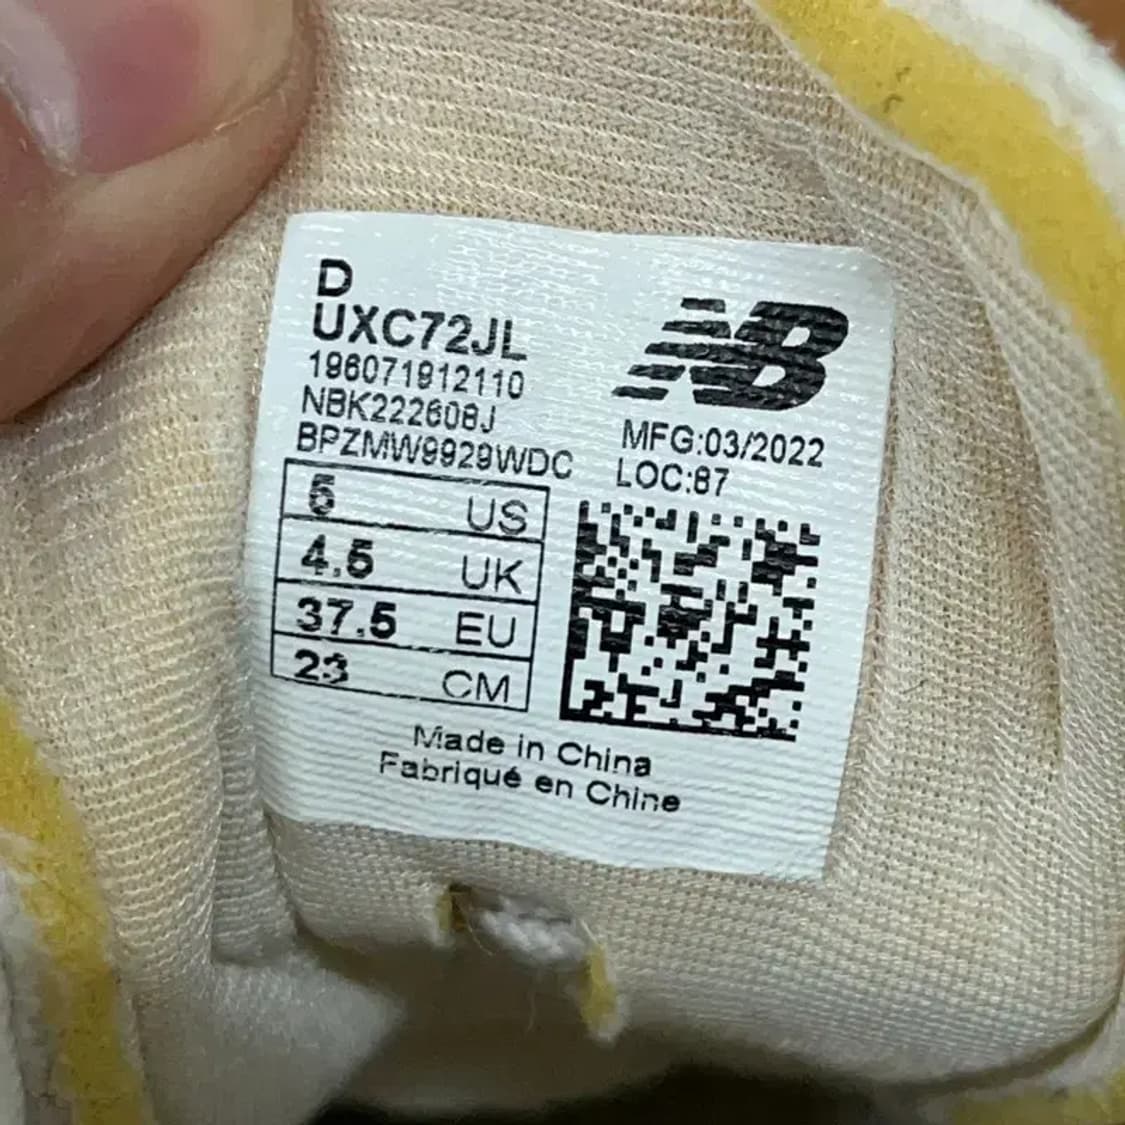 D
UXC72JL
196071912110
NBK222608J
BPZMW9929WDC
5 US
4.5 UK
37.5 EU
23 CM
NB
MFG:03/2022
LOC:87
Made in China
Fabriqué en Chine